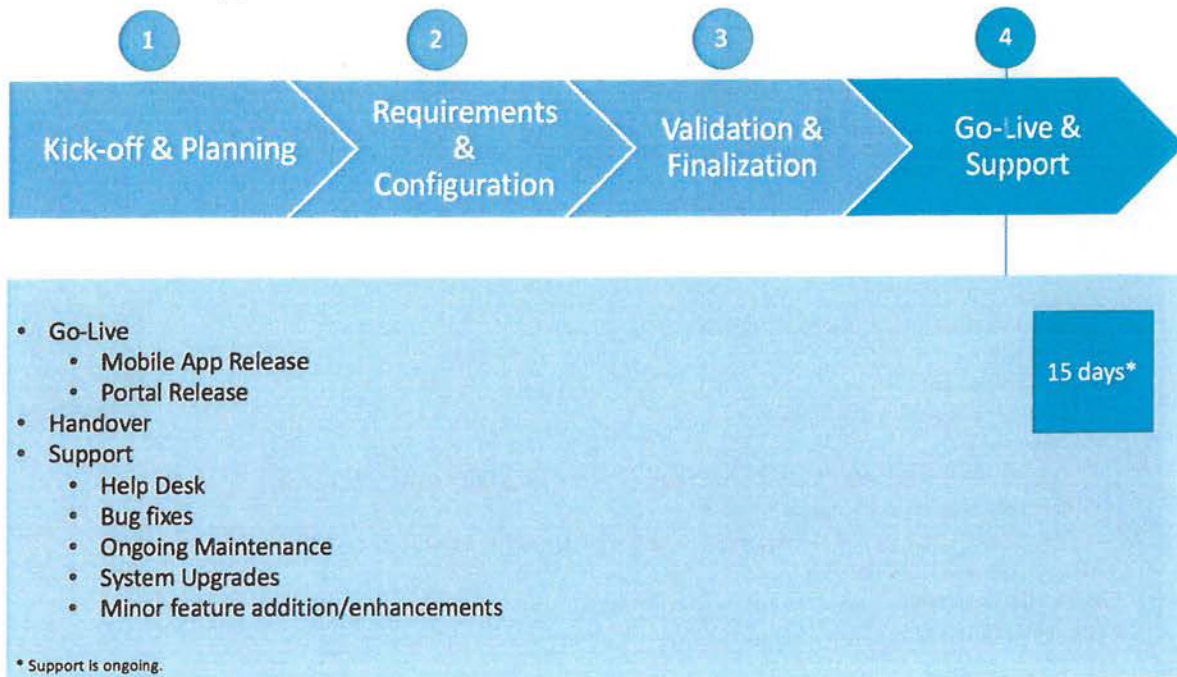 1
2
3
4
Kick-off & Planning
Requirements
&
Configuration
Validation &
Finalization
Go-Live &
Support
• Go-Live
• Mobile App Release
• Portal Release
• Handover
• Support
• Help Desk
• Bug fixes
• Ongoing Maintenance
• System Upgrades
• Minor feature addition/enhancements
15 days*
* Support is ongoing.